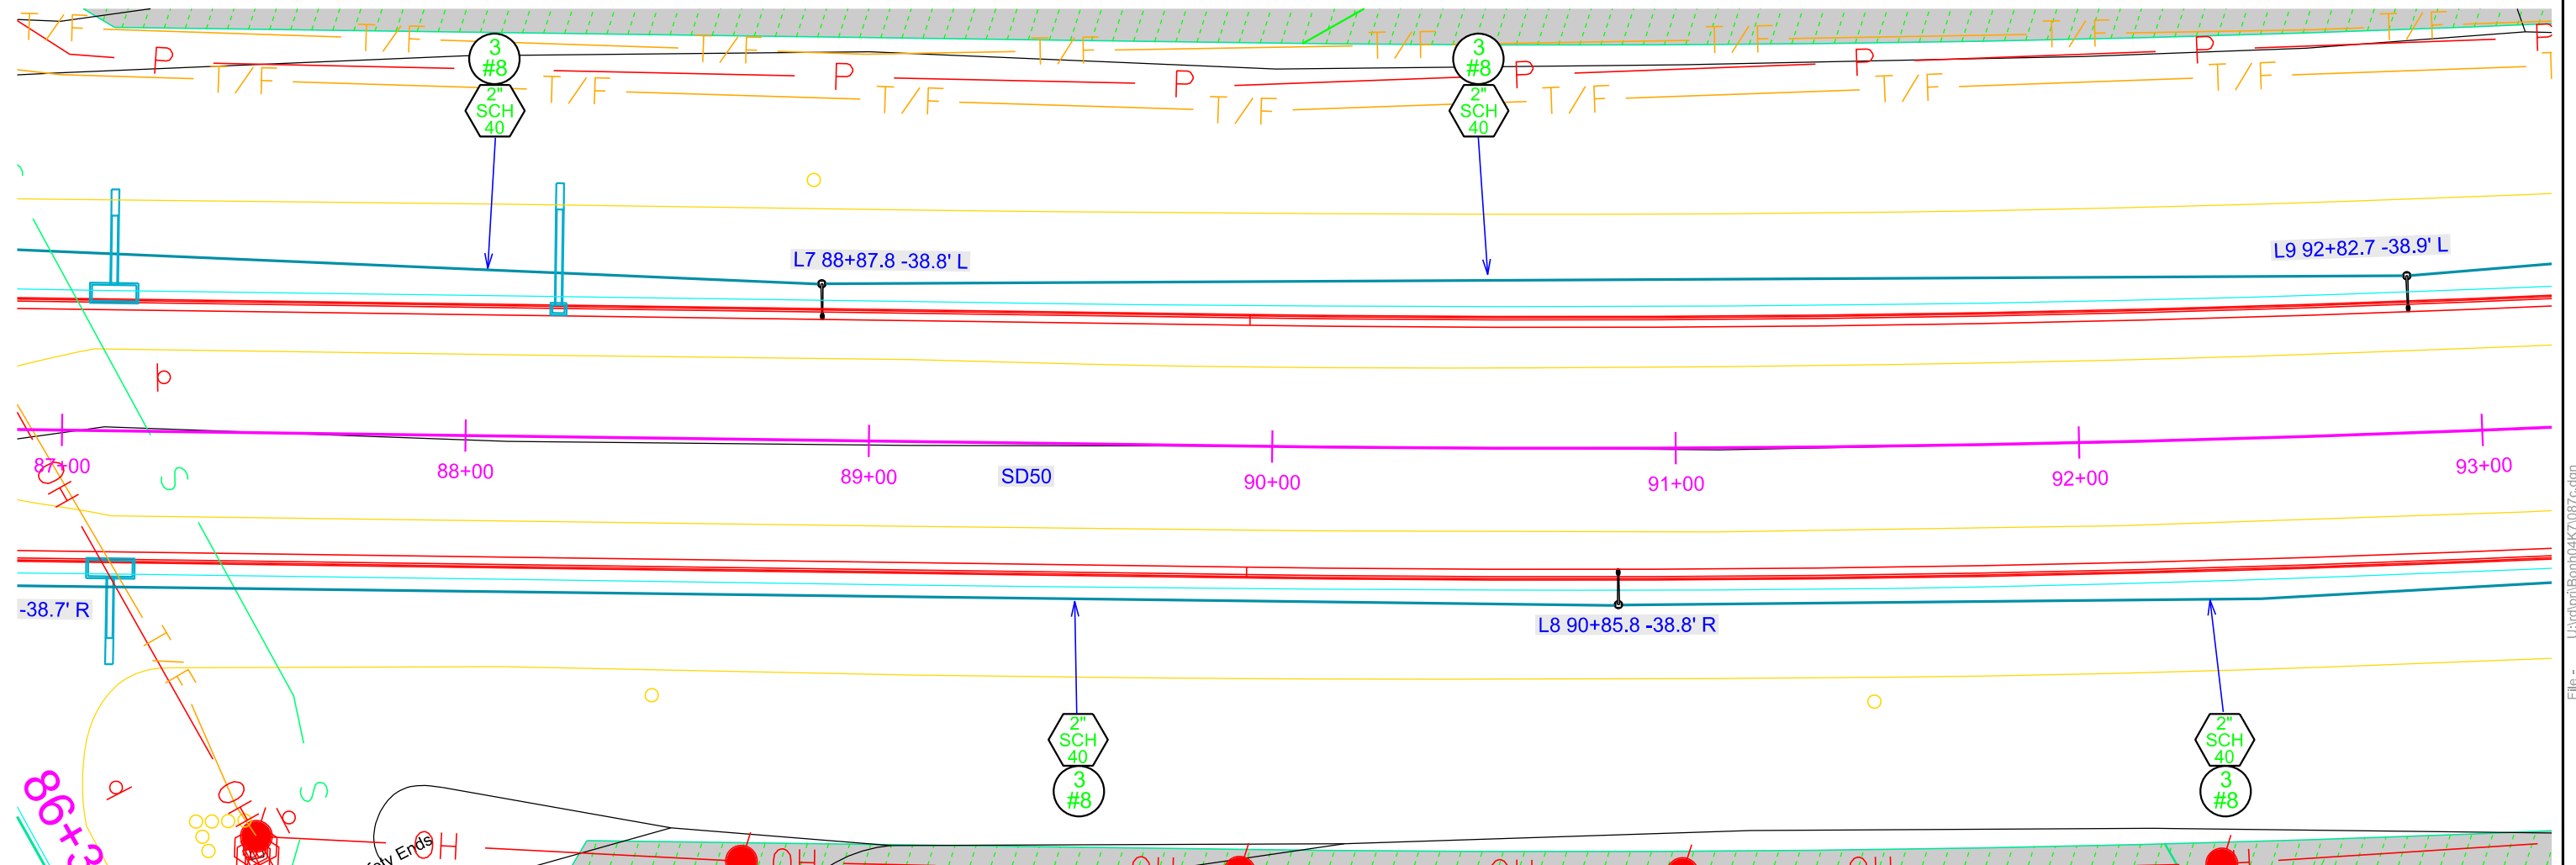 T/F T/F T/F T/F T/F T/F T/F T/F
P P P P P P P P
T/F T/F T/F T/F T/F T/F T/F
3
#8
2"
SCH
40
3
#8
2"
SCH
40
L7 88+87.8 -38.8' L
L9 92+82.7 -38.9' L
P
87+00
88+00
89+00
SD50
90+00
91+00
92+00
93+00
OH
S
-38.7' R
T/F
L8 90+85.8 -38.8' R
2"
SCH
40
3
#8
2"
SCH
40
3
#8
OH
S
OH
OH
OH
OH
OH